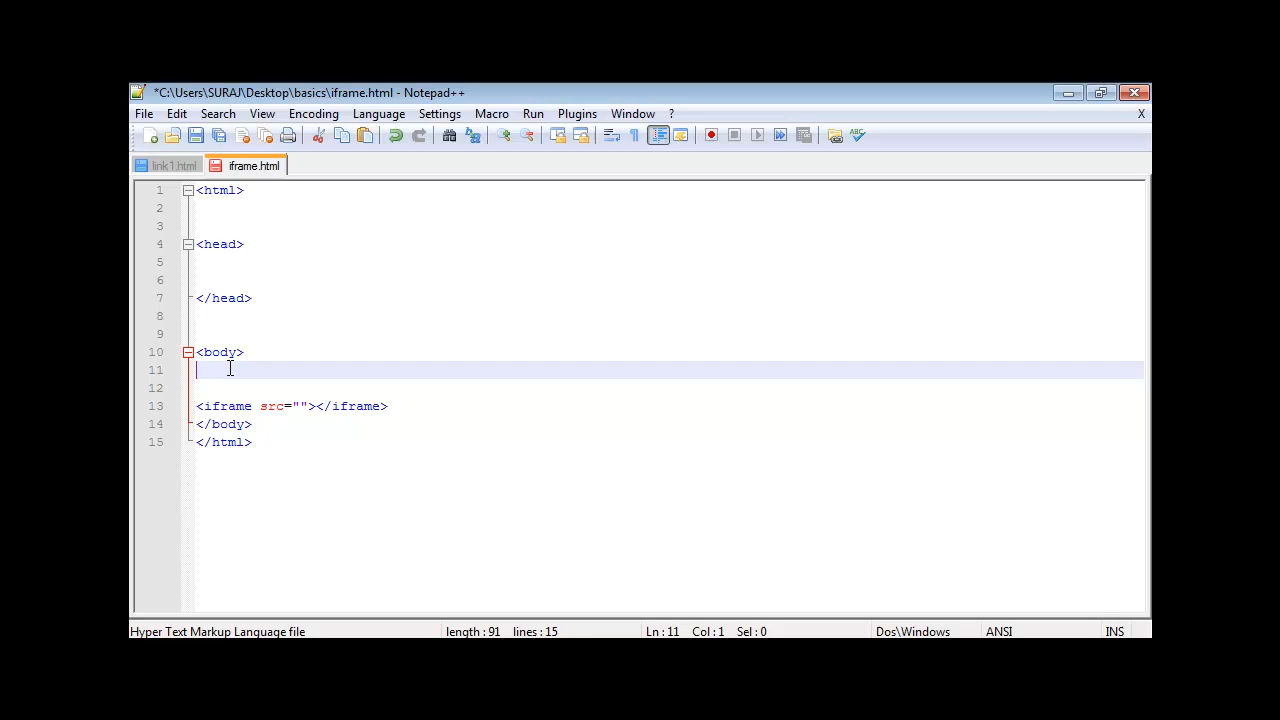 *C:\Users\SURAJ\Desktop\basics\iframe.html - Notepad++
File Edit Search View Encoding Language Settings Macro Run Plugins Window ? X
link1.html iframe.html
1 <html>
2
3
4 <head>
5
6
7 </head>
8
9
10 <body>
11
12
13 <iframe src=""></iframe>
14 </body>
15 </html>
Hyper Text Markup Language file length : 91 lines : 15 Ln : 11 Col : 1 Sel : 0 Dos\Windows ANSI INS